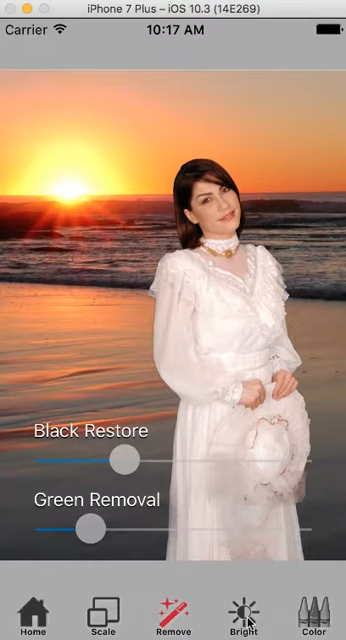 iPhone 7 Plus – iOS 10.3 (14E269)
Carrier 10:17 AM
Black Restore
Green Removal
Home Scale Remove Bright Color